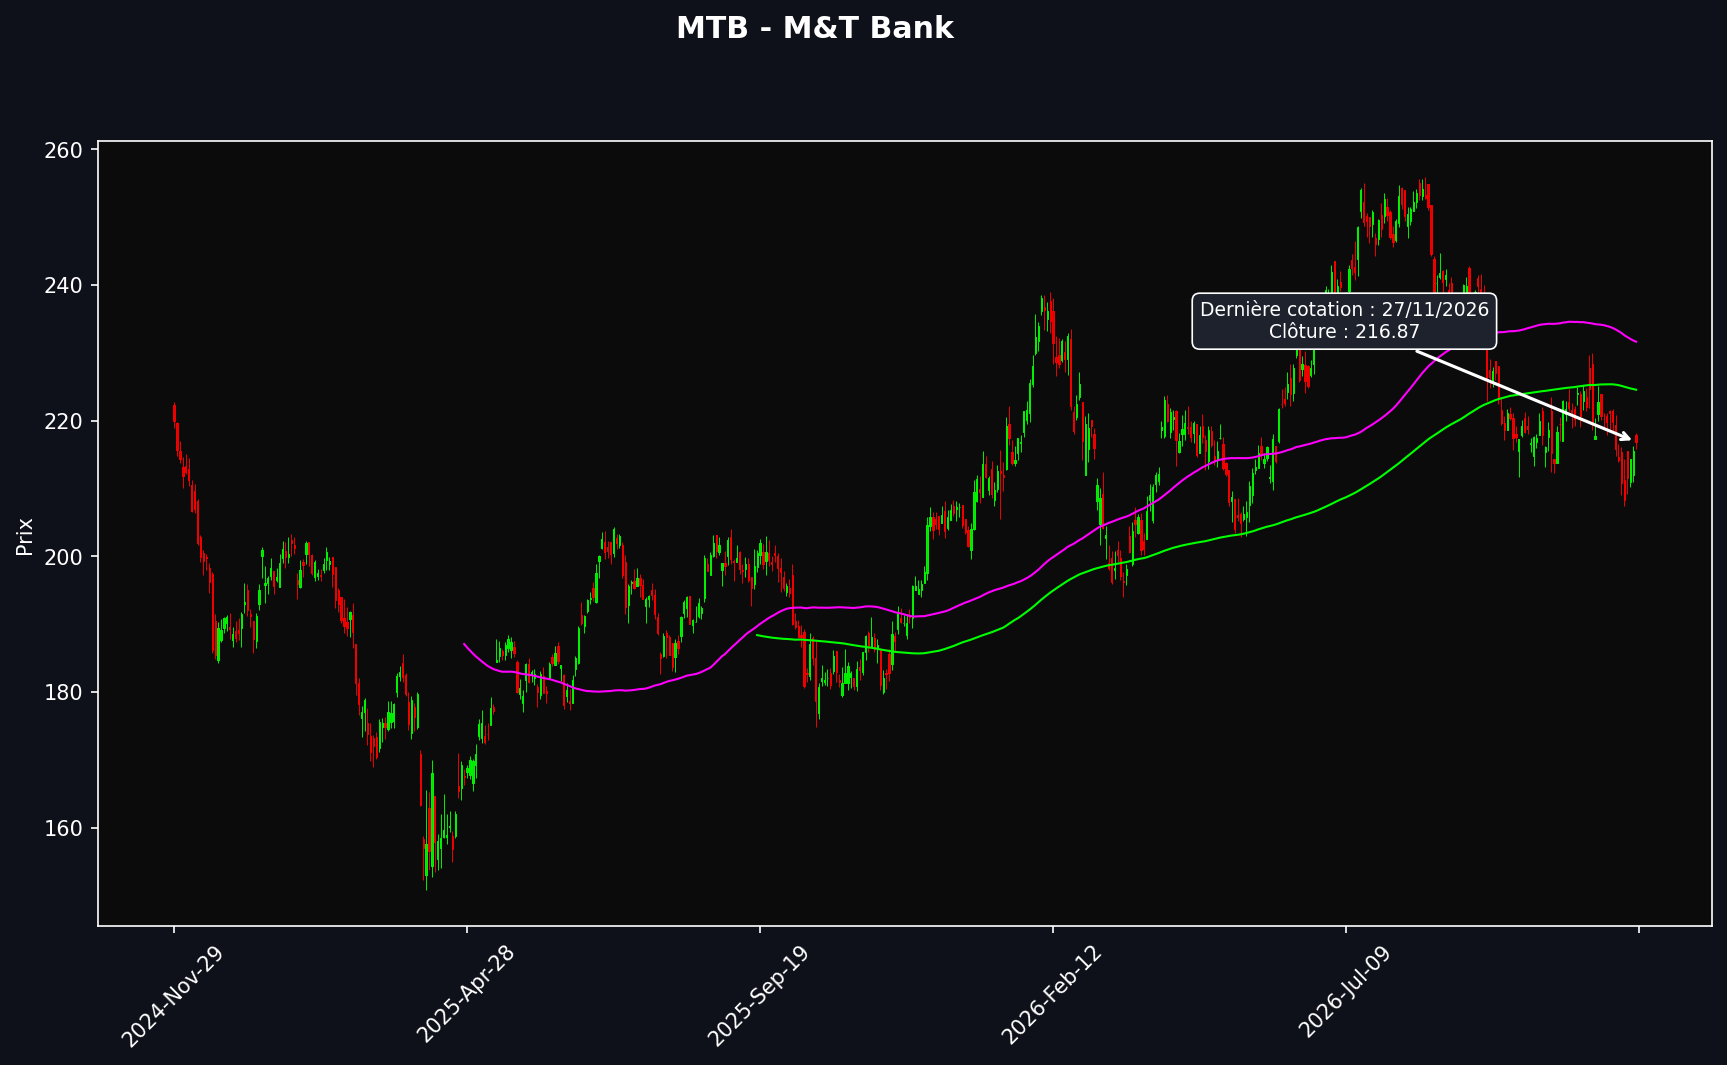 MTB - M&T Bank
260
240
220
200
180
160
Prix
Dernière cotation : 27/11/2026
Clôture : 216.87
2024-Nov-29
2025-Apr-28
2025-Sep-19
2026-Feb-12
2026-Jul-09